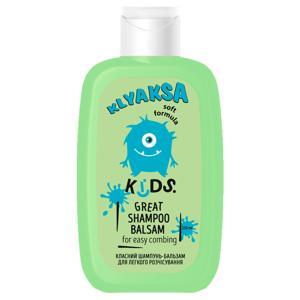 KLYAKSA
soft
formula
KiDS.
GREAT
SHAMPOO
BALSAM
for easy combing
КЛАСНИЙ ШАМПУНЬ-БАЛЬЗАМ
ДЛЯ ЛЕГКОГО РОЗЧІСУВАННЯ